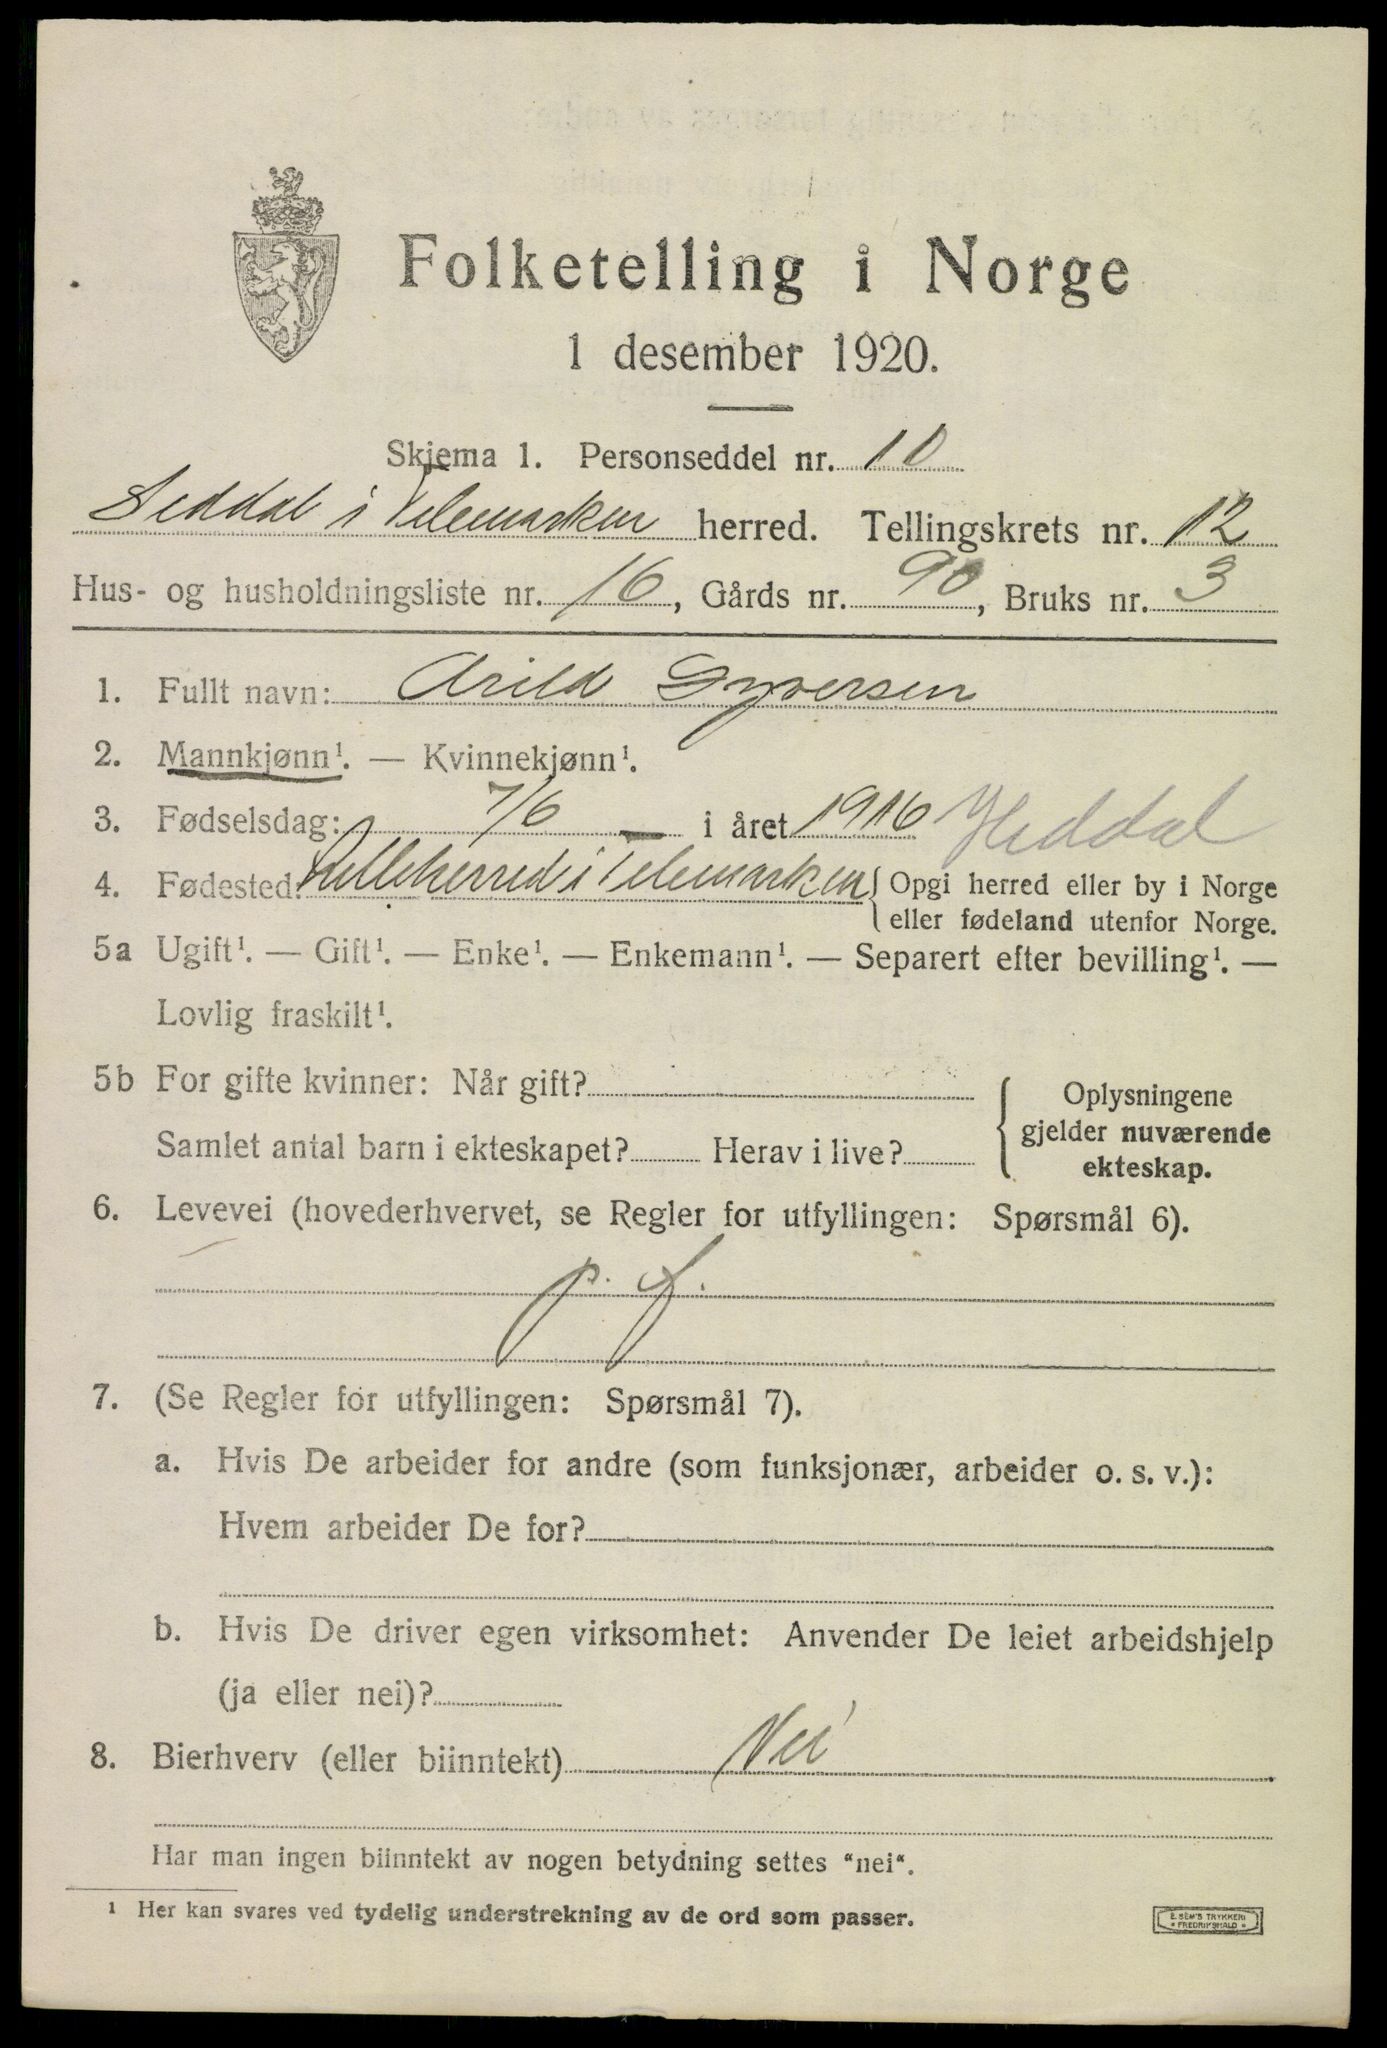 Folketelling i Norge
1 desember 1920.
Skjema 1. Personseddel nr. 10
Seddal i Telemarken herred. Tellingskrets nr. 12
Hus- og husholdningsliste nr. 16, Gårds nr. 90, Bruks nr. 3
1. Fullt navn: Arild Syversen
2. Mannkjønn¹. — Kvinnekjønn¹.
3. Fødselsdag: 7/6 — i året 1916 Heddal
4. Fødested: Lilleherred i Telemarken { Opgi herred eller by i Norge
eller fødeland utenfor Norge.
5a Ugift¹. — Gift¹. — Enke¹. — Enkemann¹. — Separert efter bevilling¹. —
Lovlig fraskilt¹.
5b For gifte kvinner: Når gift?
Samlet antal barn i ekteskapet? Herav i live?
{ Oplysningene
gjelder nuværende
ekteskap.
6. Levevei (hovederhvervet, se Regler for utfyllingen: Spørsmål 6).
p. f.
7. (Se Regler for utfyllingen: Spørsmål 7).
a. Hvis De arbeider for andre (som funksjonær, arbeider o. s. v.):
Hvem arbeider De for?
b. Hvis De driver egen virksomhet: Anvender De leiet arbeidshjelp
(ja eller nei)?
8. Bierhverv (eller biinntekt) Nei
Har man ingen biinntekt av nogen betydning settes "nei".
¹ Her kan svares ved tydelig understrekning av de ord som passer.
E. SEM'S TRYKKERI
* FREDRIKSHALD *